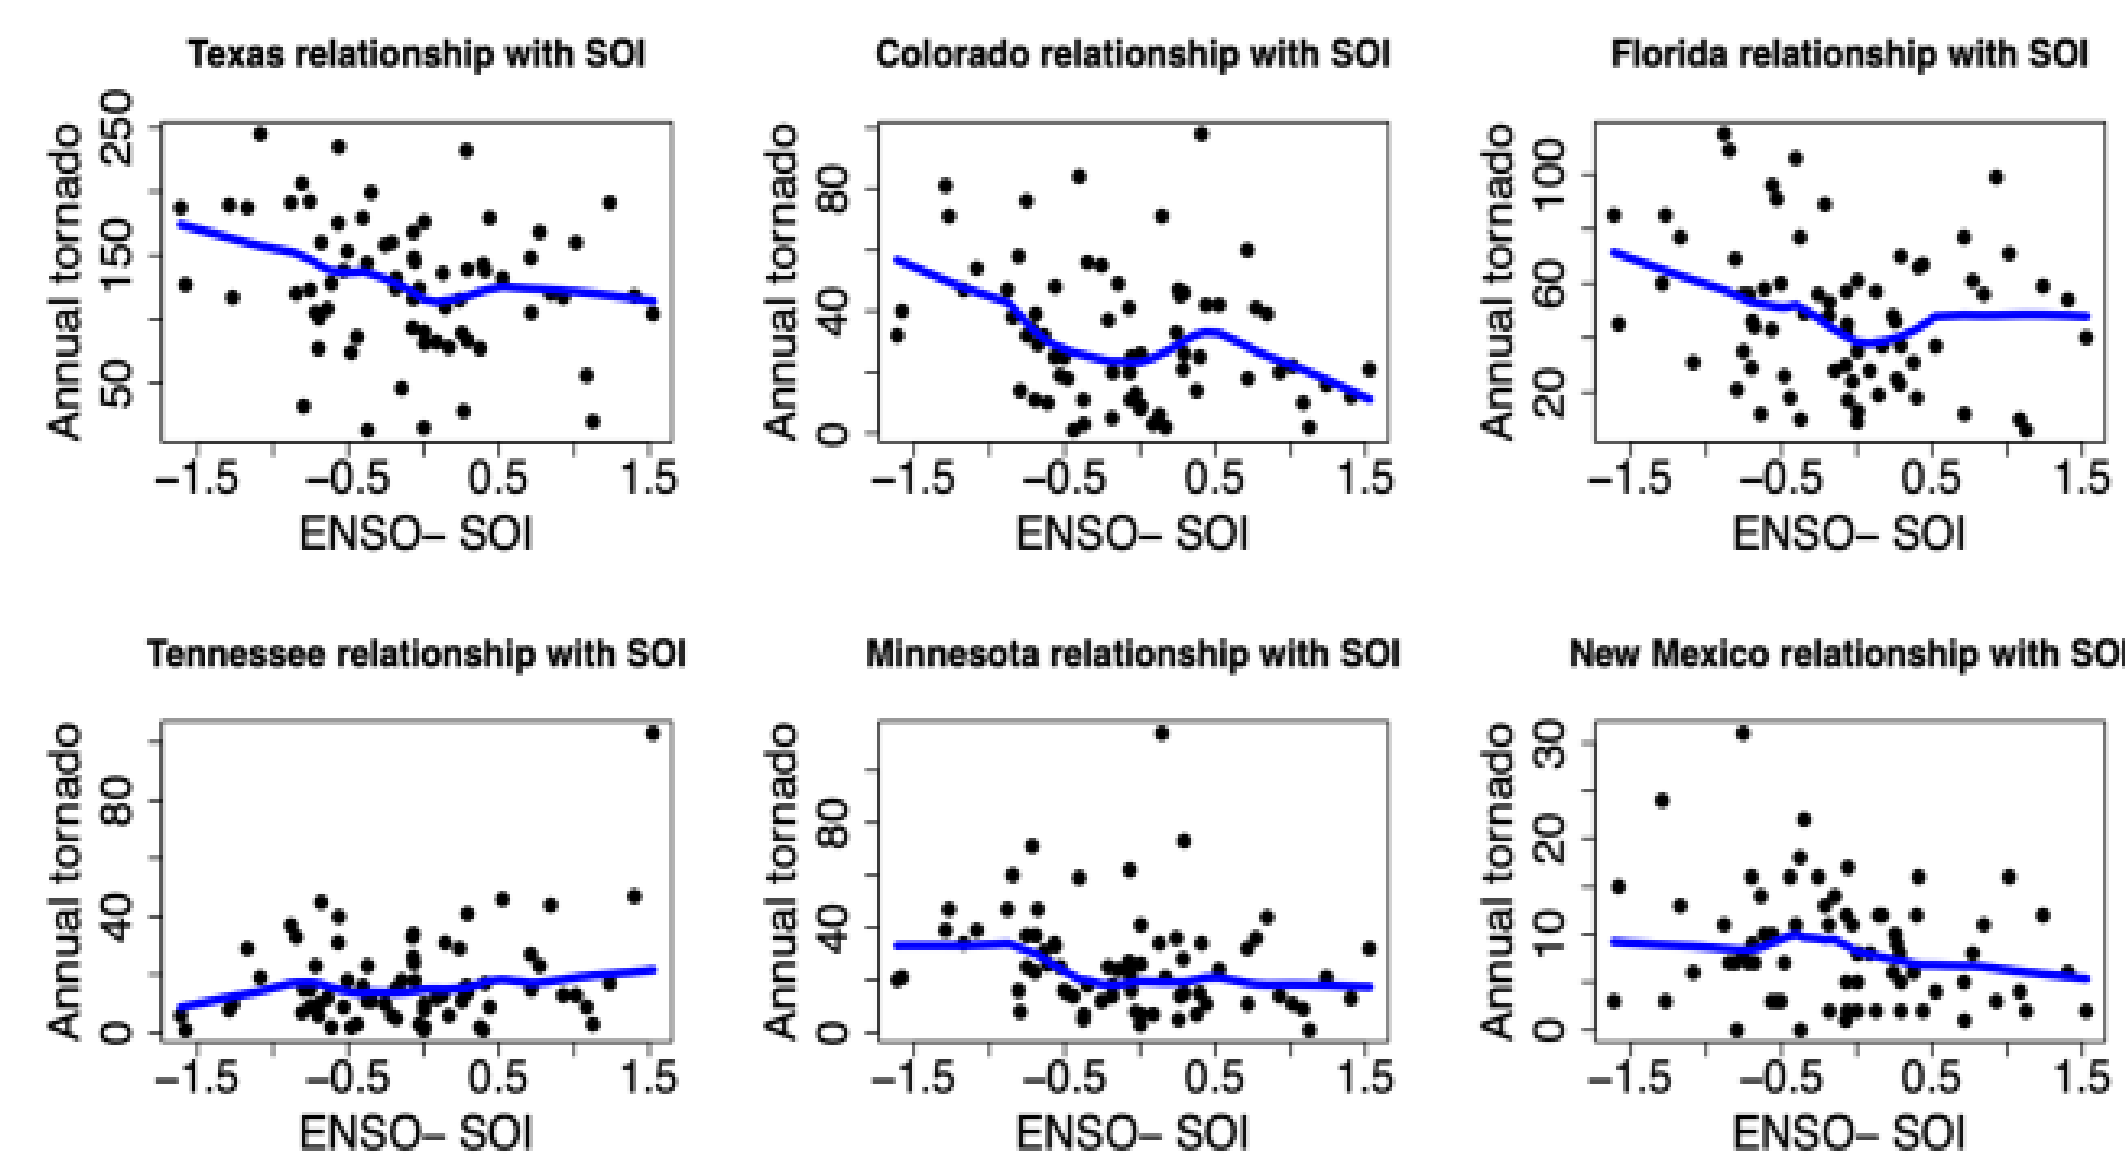 Texas relationship with SOI
Annual tornado
50 150 250
−1.5 −0.5 0.5 1.5
ENSO− SOI
Colorado relationship with SOI
Annual tornado
0 40 80
−1.5 −0.5 0.5 1.5
ENSO− SOI
Florida relationship with SOI
Annual tornado
20 60 100
−1.5 −0.5 0.5 1.5
ENSO− SOI
Tennessee relationship with SOI
Annual tornado
0 40 80
−1.5 −0.5 0.5 1.5
ENSO− SOI
Minnesota relationship with SOI
Annual tornado
0 40 80
−1.5 −0.5 0.5 1.5
ENSO− SOI
New Mexico relationship with SOI
Annual tornado
0 10 20 30
−1.5 −0.5 0.5 1.5
ENSO− SOI